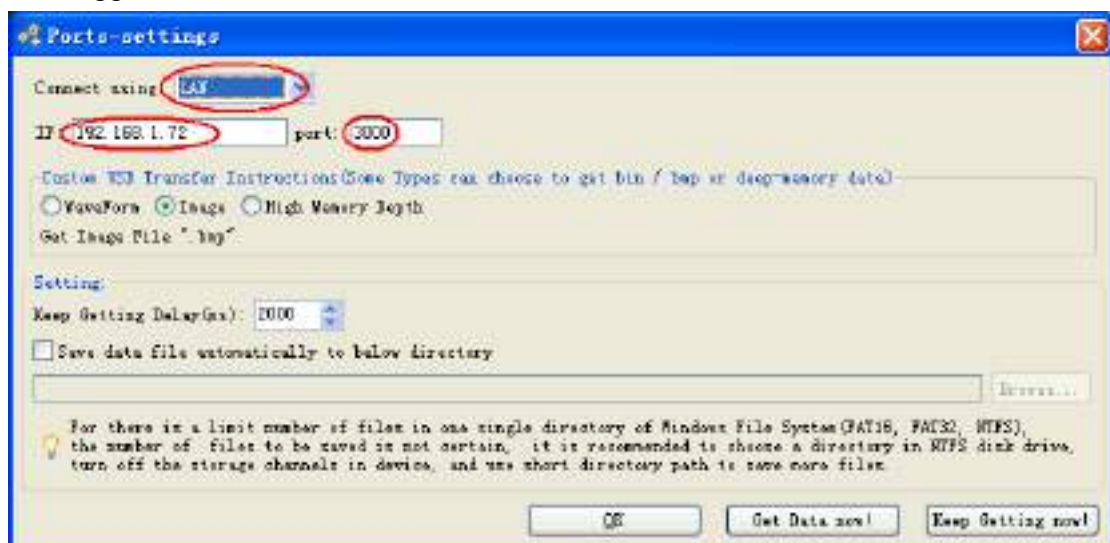 Ports-settings
Connect using: LAN
IP: 192.168.1.72 port: 3000
Custom USB Transfer Instructions(Some Types can choose to get bin / bmp or deep-memory data)
WaveForm Image High Memory Depth
Get Image File ".bmp"
Setting:
Keep Getting Delay(ms): 2000
Save data file automatically to below directory
Browse...
For there is a limit number of files in one single directory of Windows File System(FAT16, FAT32, NTFS),
the number of files to be saved is not certain, it is recommended to choose a directory in NTFS disk drive,
turn off the storage channels in device, and use short directory path to save more files.
OK Get Data now! Keep Getting now!